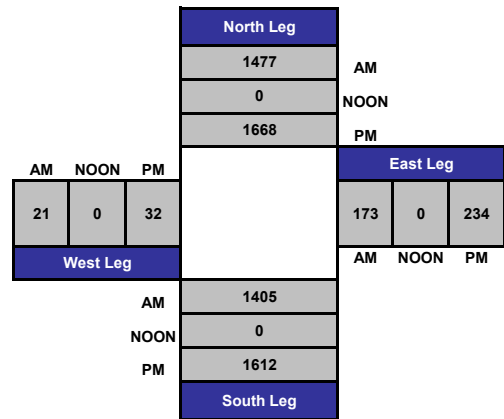 North Leg
1477
AM
0
NOON
1668
PM
AM NOON PM
East Leg
21 0 32
173 0 234
West Leg
AM NOON PM
AM
1405
NOON
0
PM
1612
South Leg